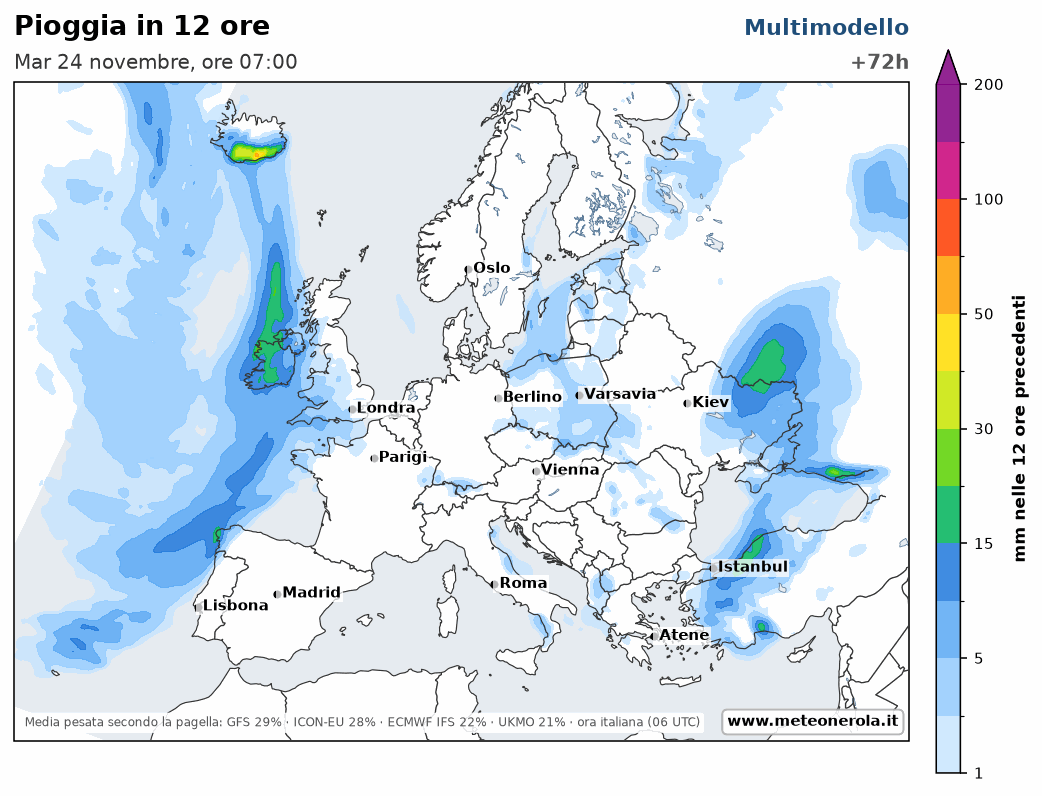 Pioggia in 12 ore
Multimodello
Mar 24 novembre, ore 07:00
+72h
200
100
50
30
15
5
1
mm nelle 12 ore precedenti
Oslo
Londra
Berlino
Varsavia
Kiev
Parigi
Vienna
Istanbul
Roma
Madrid
Lisbona
Atene
Media pesata secondo la pagella: GFS 29% · ICON-EU 28% · ECMWF IFS 22% · UKMO 21% · ora italiana (06 UTC)
www.meteonerola.it